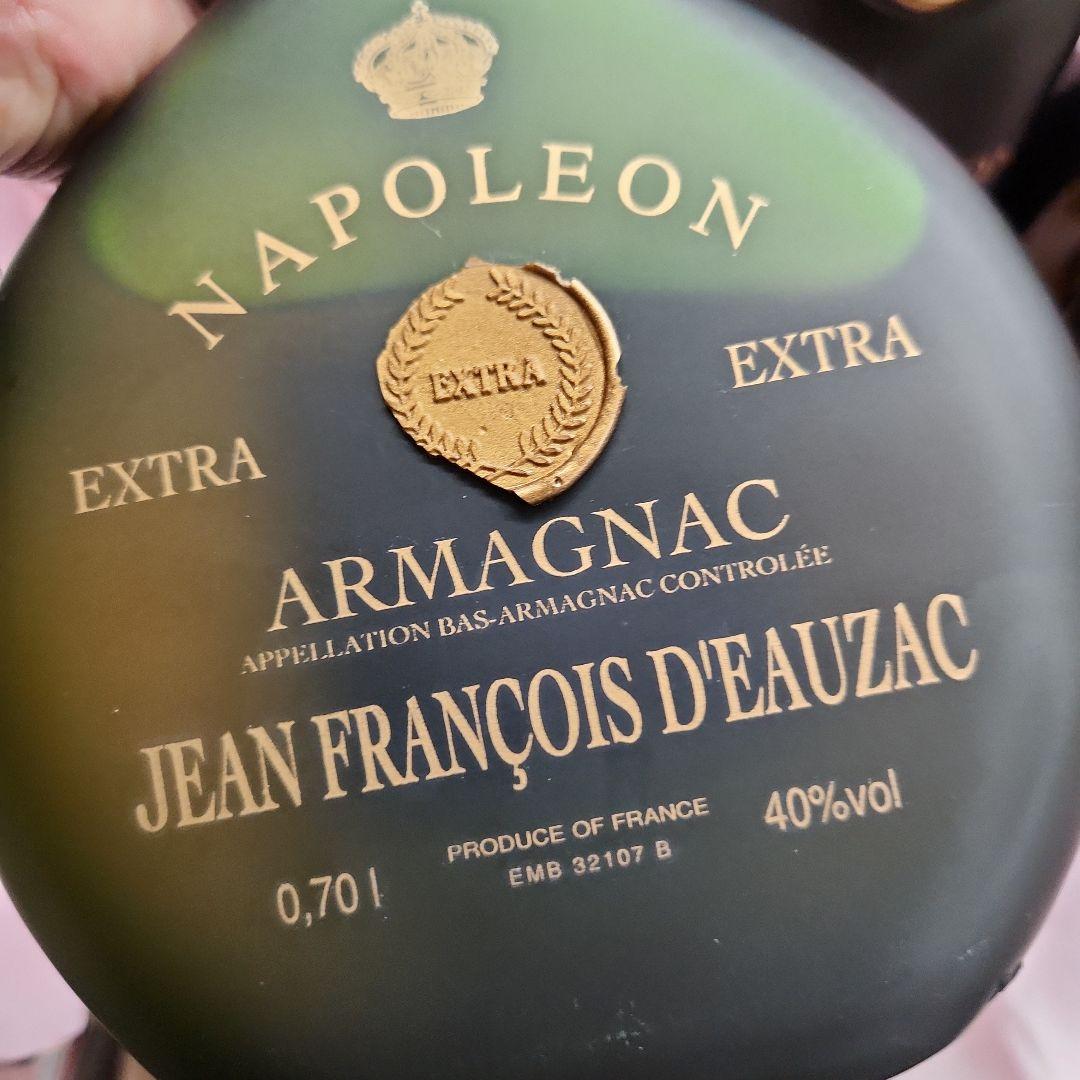 NAPOLEON
EXTRA
EXTRA
EXTRA
ARMAGNAC
APPELLATION BAS-ARMAGNAC CONTROLÉE
JEAN FRANÇOIS D'EAUZAC
PRODUCE OF FRANCE
40%vol
EMB 32107 B
0,70 l